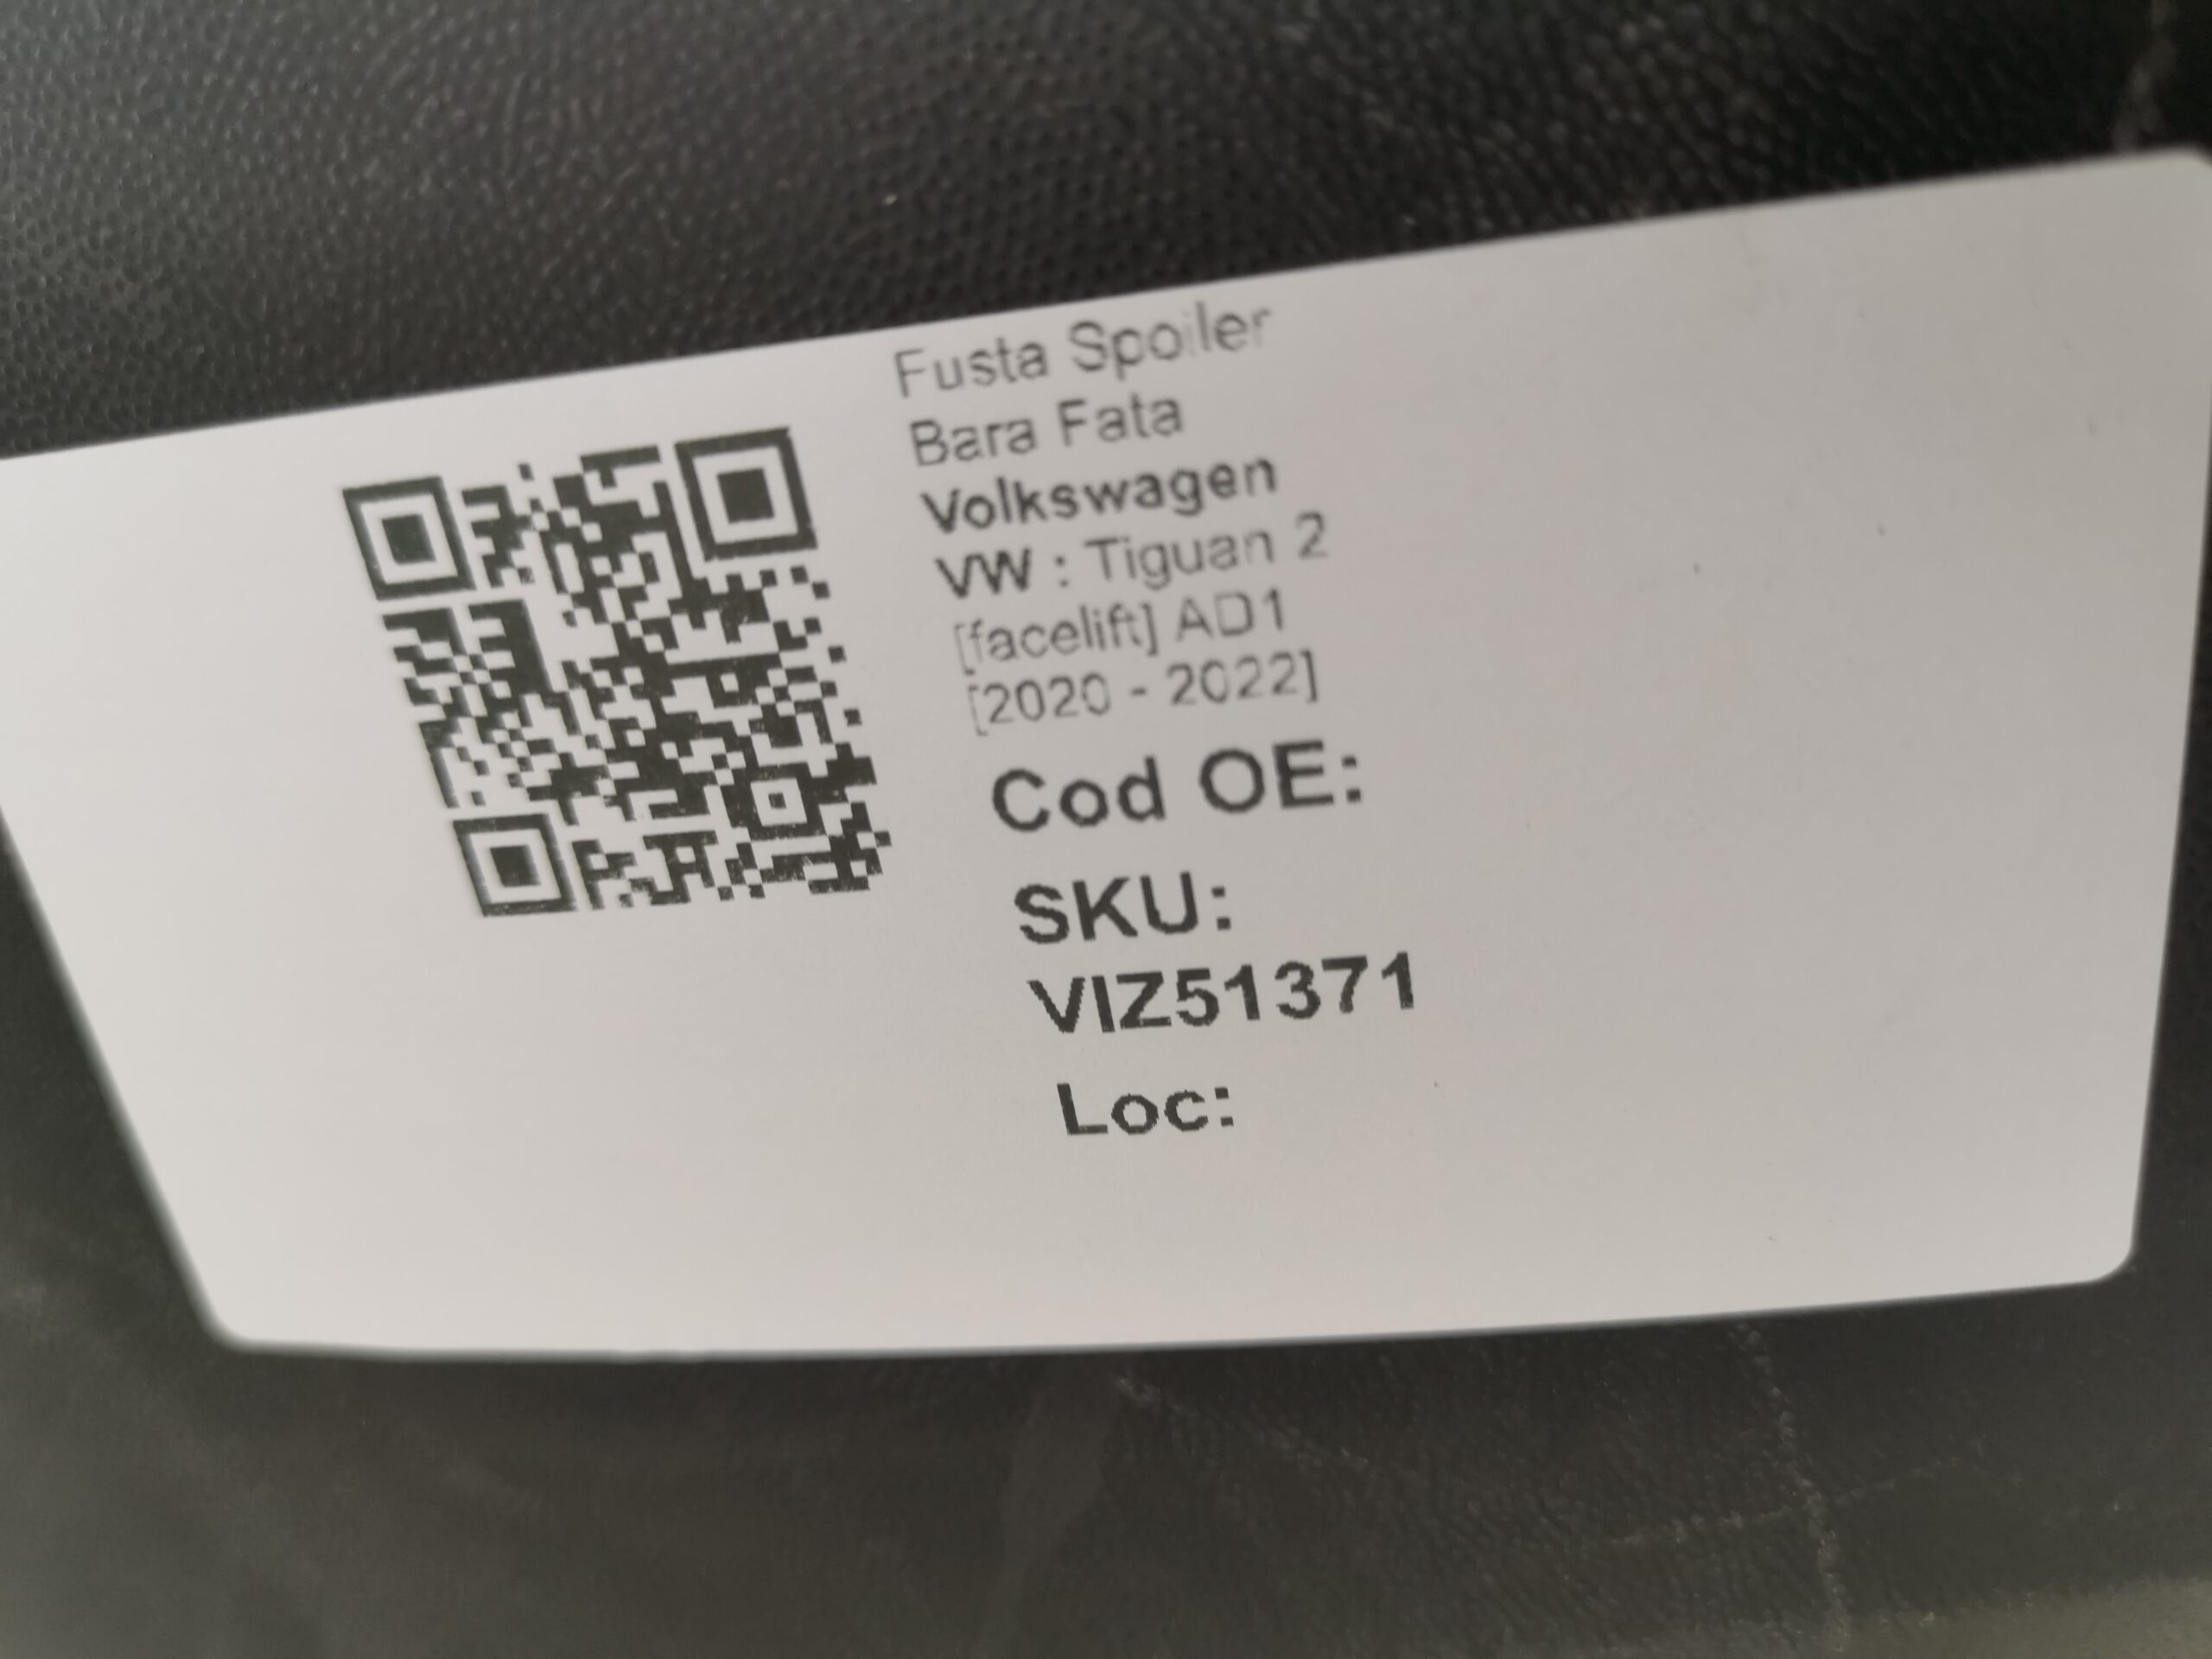 Fusta Spoiler
Bara Fata
Volkswagen
VW : Tiguan 2
[facelift] AD1
[2020 - 2022]
Cod OE:
SKU:
VIZ51371
Loc: